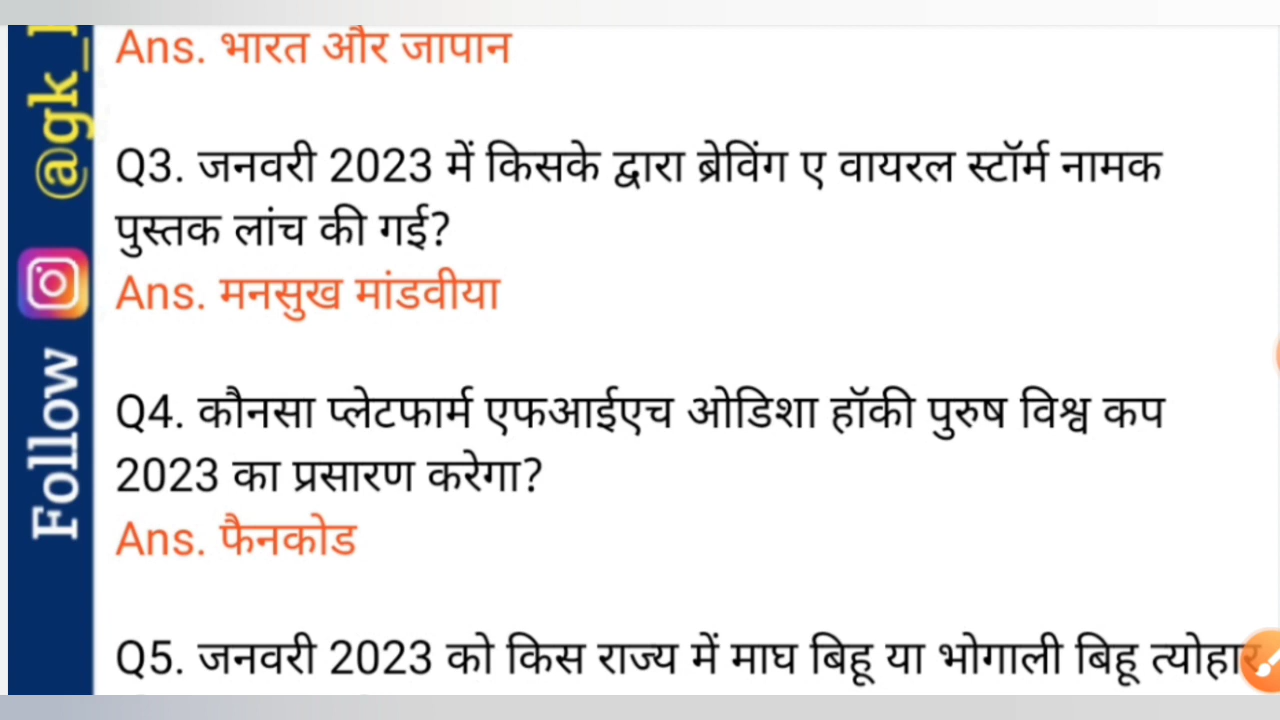 Ans. भारत और जापान
Q3. जनवरी 2023 में किसके द्वारा ब्रेविंग ए वायरल स्टॉर्म नामक
पुस्तक लांच की गई?
Ans. मनसुख मांडवीया
Q4. कौनसा प्लेटफार्म एफआईएच ओडिशा हॉकी पुरुष विश्व कप
2023 का प्रसारण करेगा?
Ans. फैनकोड
Q5. जनवरी 2023 को किस राज्य में माघ बिहू या भोगाली बिहू त्योहार
Follow @gk_